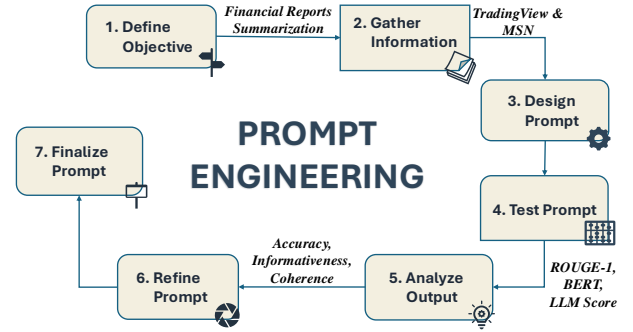 1. Define
Objective
Financial Reports
Summarization
2. Gather
Information
TradingView &
MSN
3. Design
Prompt
PROMPT
ENGINEERING
7. Finalize
Prompt
4. Test Prompt
ROUGE-1,
BERT,
LLM Score
5. Analyze
Output
Accuracy,
Informativeness,
Coherence
6. Refine
Prompt